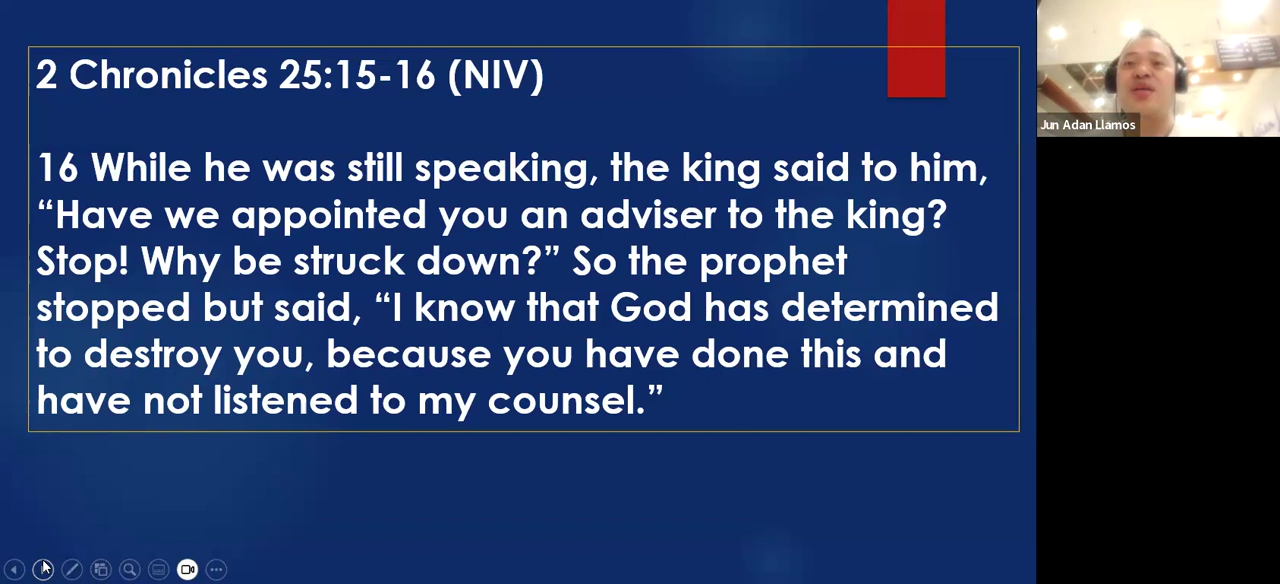 2 Chronicles 25:15-16 (NIV)
16 While he was still speaking, the king said to him,
“Have we appointed you an adviser to the king?
Stop! Why be struck down?” So the prophet
stopped but said, “I know that God has determined
to destroy you, because you have done this and
have not listened to my counsel.”
Jun Adan Llamos